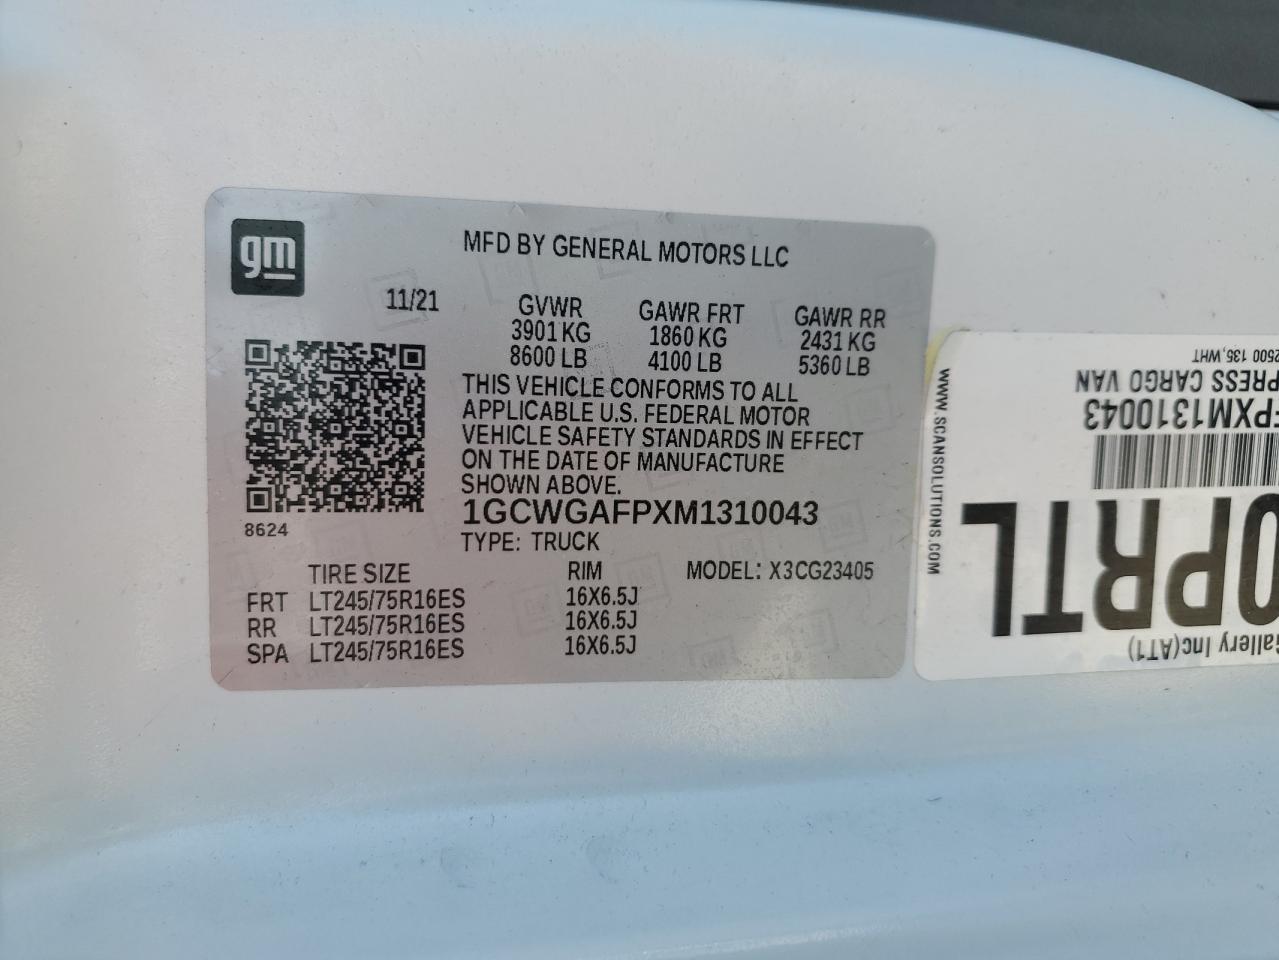 gm
MFD BY GENERAL MOTORS LLC
11/21
GVWR GAWR FRT GAWR RR
3901 KG 1860 KG 2431 KG
8600 LB 4100 LB 5360 LB
THIS VEHICLE CONFORMS TO ALL
APPLICABLE U.S. FEDERAL MOTOR
VEHICLE SAFETY STANDARDS IN EFFECT
ON THE DATE OF MANUFACTURE
SHOWN ABOVE.
1GCWGAFPXM1310043
8624
TYPE: TRUCK
TIRE SIZE RIM MODEL: X3CG23405
FRT LT245/75R16ES 16X6.5J
RR LT245/75R16ES 16X6.5J
SPA LT245/75R16ES 16X6.5J
Gallery Inc(AT1)
0PRTL
FPXM1310043
PRESS CARGO VAN
2500 135,WHT
WWW.SCANSOLUTIONS.COM